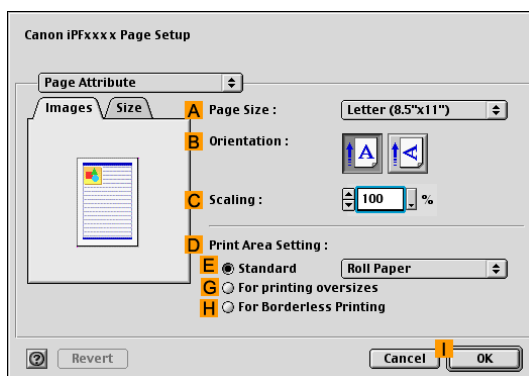 Canon iPFxxxx Page Setup
Page Attribute
Images Size
A Page Size : Letter (8.5"x11")
B Orientation : A A
C Scaling : 100 %
D Print Area Setting :
E Standard Roll Paper
G For printing oversizes
H For Borderless Printing
I
? Revert Cancel OK